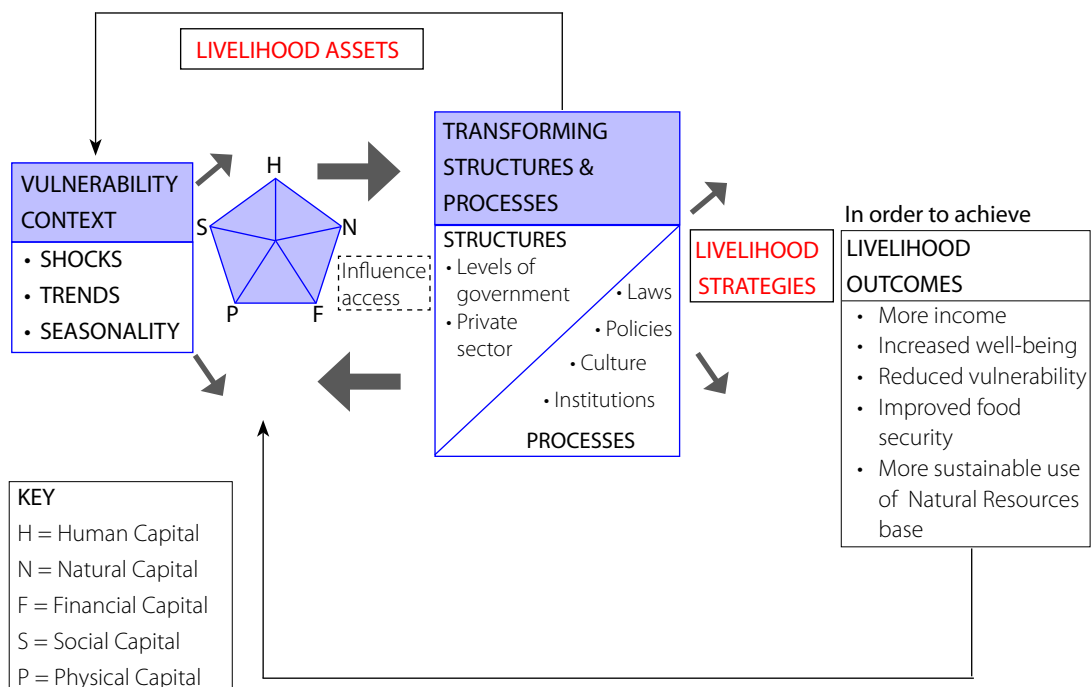 LIVELIHOOD ASSETS
VULNERABILITY
CONTEXT
• SHOCKS
• TRENDS
• SEASONALITY
H
S
N
P
F
Influence
access
TRANSFORMING
STRUCTURES &
PROCESSES
STRUCTURES
• Levels of
government
• Private
sector
• Laws
• Policies
• Culture
• Institutions
PROCESSES
LIVELIHOOD
STRATEGIES
In order to achieve
LIVELIHOOD
OUTCOMES
• More income
• Increased well-being
• Reduced vulnerability
• Improved food
security
• More sustainable use
of Natural Resources
base
KEY
H = Human Capital
N = Natural Capital
F = Financial Capital
S = Social Capital
P = Physical Capital